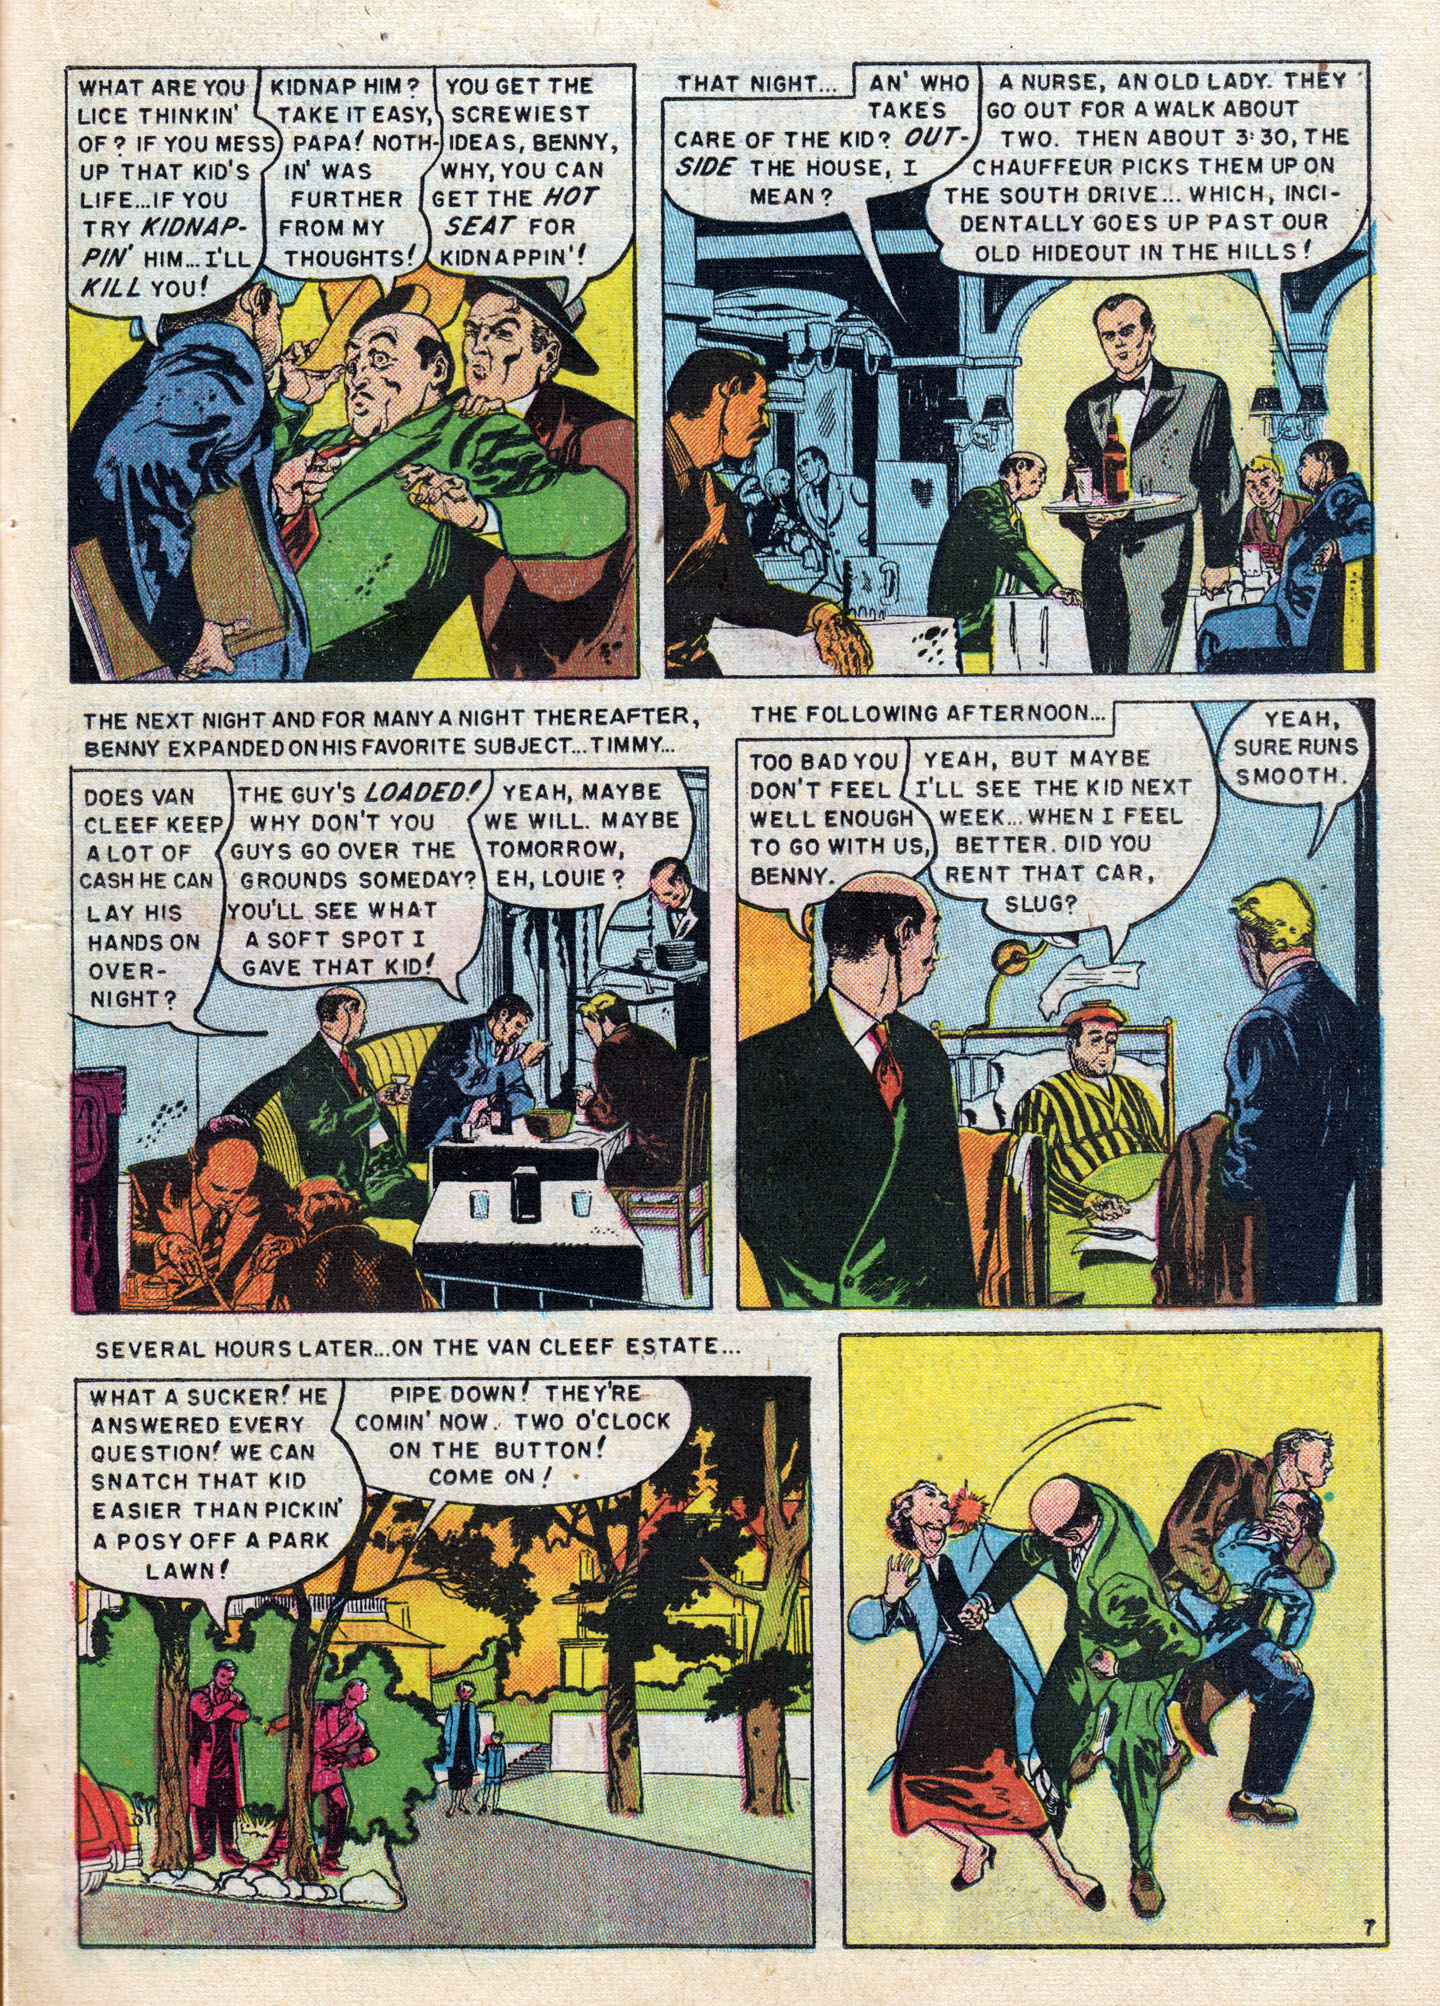 WHAT ARE YOU
LICE THINKIN'
OF? IF YOU MESS
UP THAT KID'S
LIFE...IF YOU
TRY KIDNAP-
PIN' HIM...I'LL
KILL YOU!
KIDNAP HIM?
TAKE IT EASY,
PAPA! NOTH-
IN' WAS
FURTHER
FROM MY
THOUGHTS!
YOU GET THE
SCREWIEST
IDEAS, BENNY,
WHY, YOU CAN
GET THE HOT
SEAT FOR
KIDNAPPIN'!
THAT NIGHT...
AN' WHO
TAKES
CARE OF THE KID? OUT-
SIDE THE HOUSE, I
MEAN?
A NURSE, AN OLD LADY. THEY
GO OUT FOR A WALK ABOUT
TWO. THEN ABOUT 3:30, THE
CHAUFFEUR PICKS THEM UP ON
THE SOUTH DRIVE... WHICH, INCI-
DENTALLY GOES UP PAST OUR
OLD HIDEOUT IN THE HILLS!
THE NEXT NIGHT AND FOR MANY A NIGHT THEREAFTER,
BENNY EXPANDED ON HIS FAVORITE SUBJECT...TIMMY...
DOES VAN
CLEEF KEEP
A LOT OF
CASH HE CAN
LAY HIS
HANDS ON
OVER-
NIGHT?
THE GUY'S LOADED!
WHY DON'T YOU
GUYS GO OVER THE
GROUNDS SOMEDAY?
YOU'LL SEE WHAT
A SOFT SPOT I
GAVE THAT KID!
YEAH, MAYBE
WE WILL. MAYBE
TOMORROW,
EH, LOUIE?
THE FOLLOWING AFTERNOON...
TOO BAD YOU
DON'T FEEL
WELL ENOUGH
TO GO WITH US,
BENNY.
YEAH, BUT MAYBE
I'LL SEE THE KID NEXT
WEEK...WHEN I FEEL
BETTER. DID YOU
RENT THAT CAR,
SLUG?
YEAH,
SURE RUNS
SMOOTH.
SEVERAL HOURS LATER...ON THE VAN CLEEF ESTATE...
WHAT A SUCKER! HE
ANSWERED EVERY
QUESTION! WE CAN
SNATCH THAT KID
EASIER THAN PICKIN'
A POSY OFF A PARK
LAWN!
PIPE DOWN! THEY'RE
COMIN' NOW. TWO O'CLOCK
ON THE BUTTON!
COME ON!
7